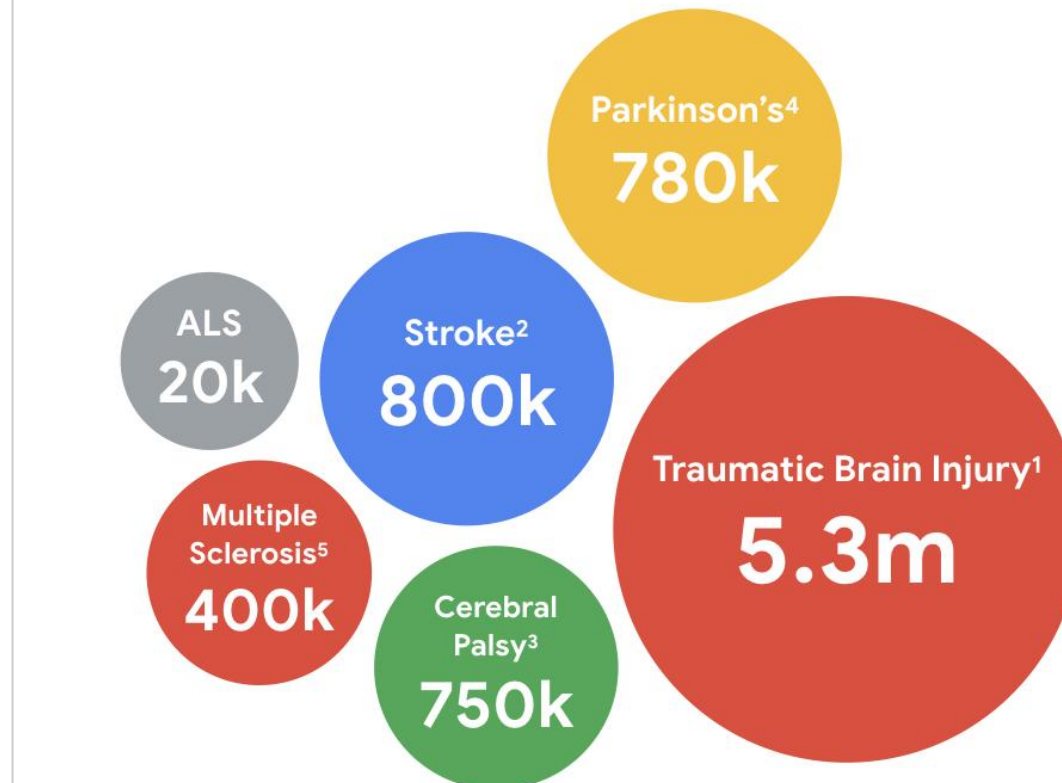 Parkinson's⁴
780k
ALS
20k
Stroke²
800k
Traumatic Brain Injury¹
5.3m
Multiple
Sclerosis⁵
400k
Cerebral
Palsy³
750k